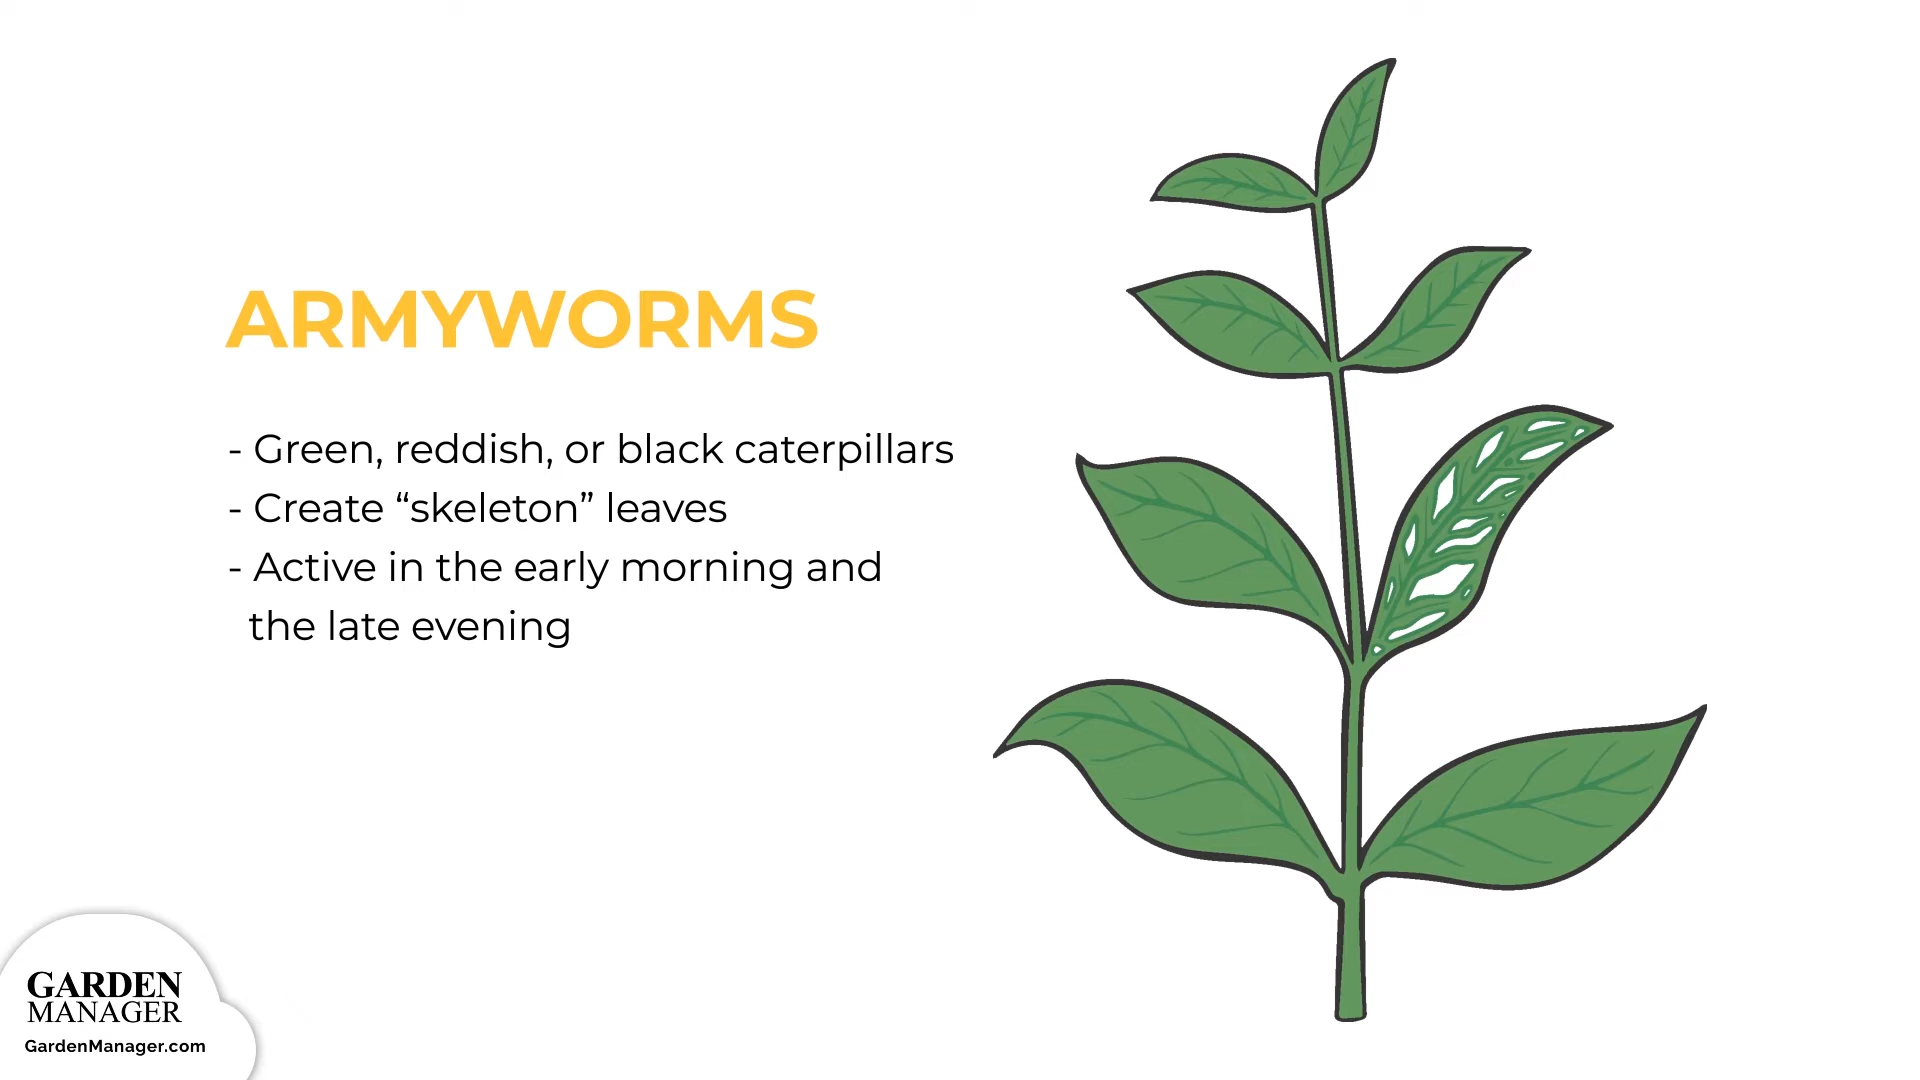 ARMYWORMS
- Green, reddish, or black caterpillars
- Create “skeleton” leaves
- Active in the early morning and
the late evening
GARDEN
MANAGER
GardenManager.com